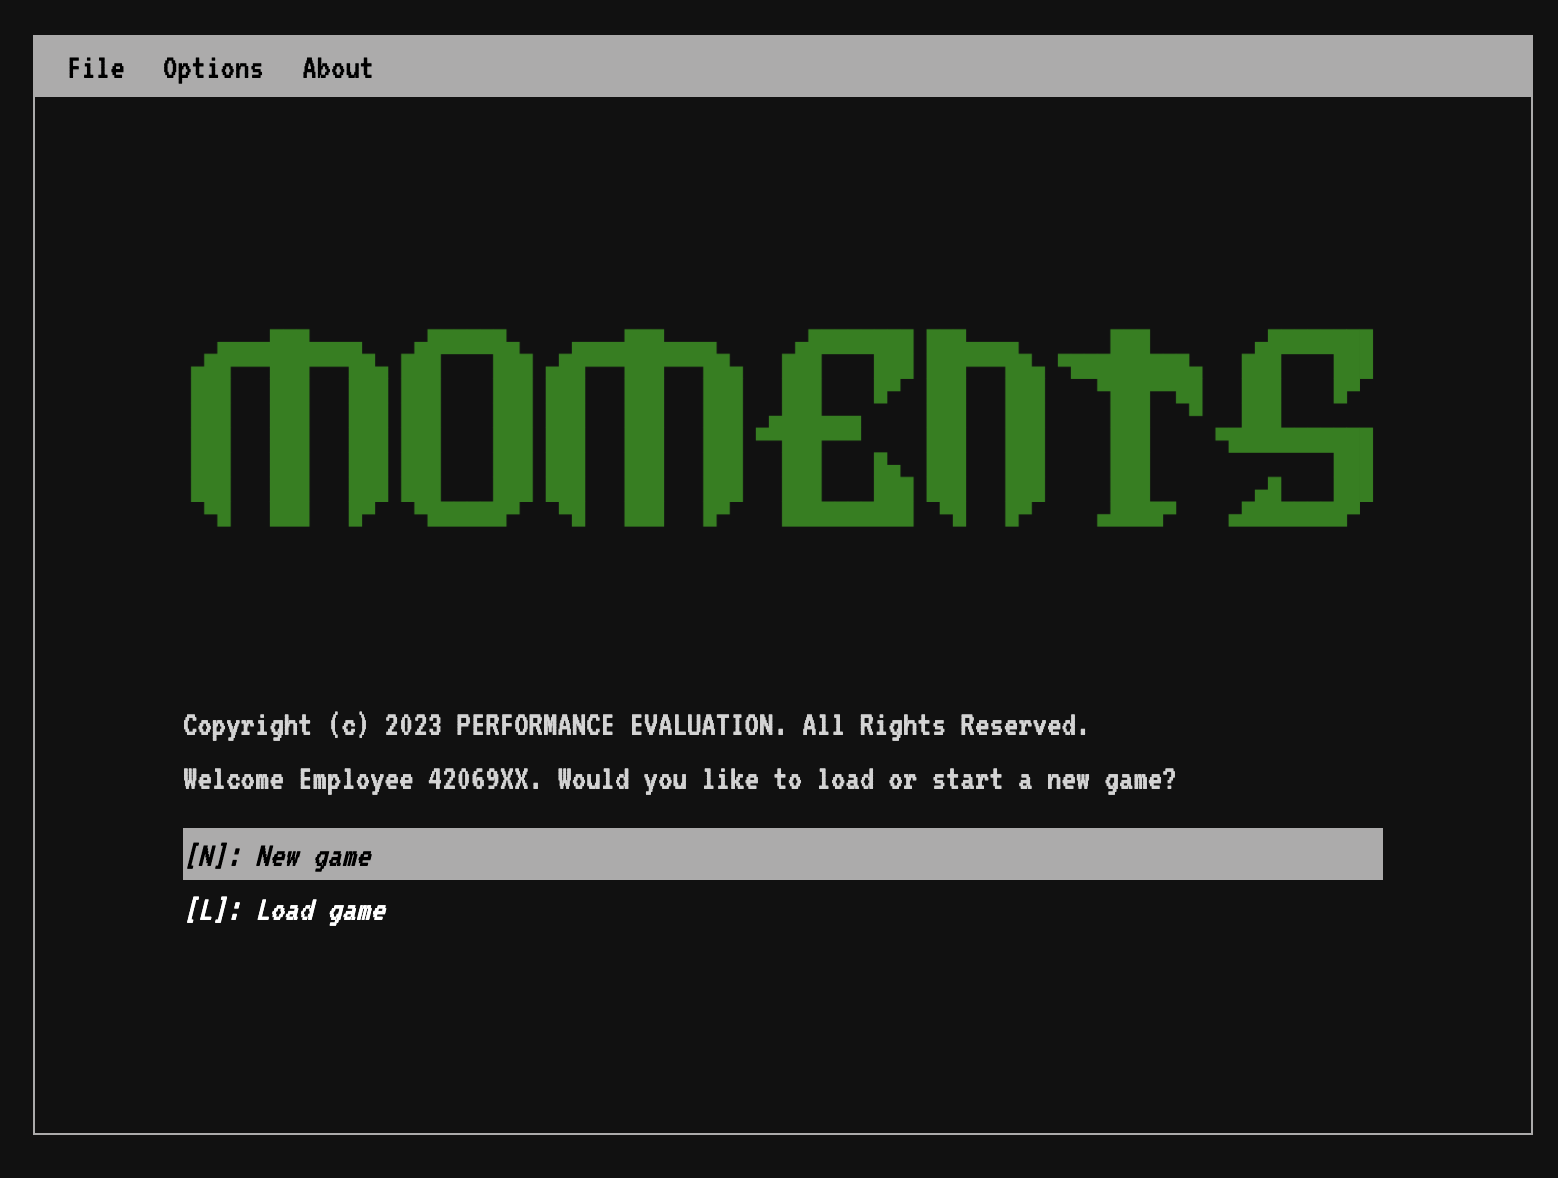 File Options About
MOMENTS
Copyright (c) 2023 PERFORMANCE EVALUATION. All Rights Reserved.
Welcome Employee 42069XX. Would you like to load or start a new game?
[N]: New game
[L]: Load game